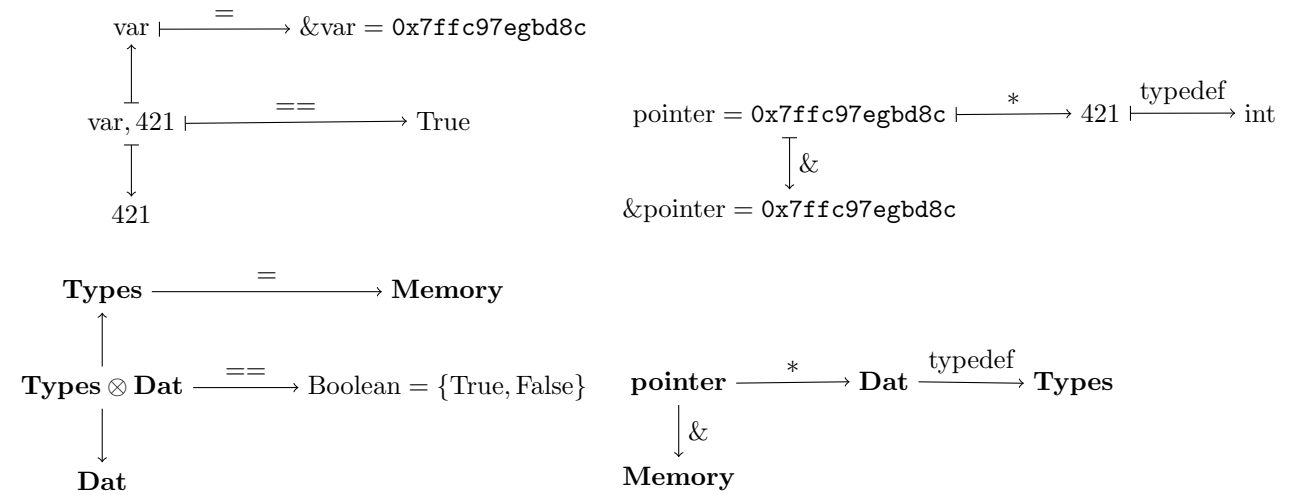 =
var &var = 0x7ffc97egbd8c
var, 421 == True
421
pointer = 0x7ffc97egbd8c * 421 typedef int
&
&pointer = 0x7ffc97egbd8c
Types = Memory
Types ⊗ Dat == Boolean = {True, False}
Dat
pointer * Dat typedef Types
&
Memory